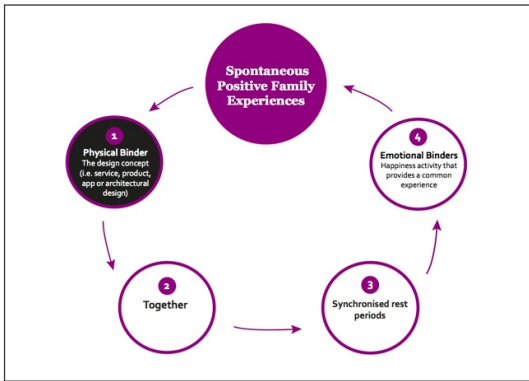 Spontaneous
Positive Family
Experiences
1
Physical Binder
The design concept
(i.e. service, product,
app or architectural
design)
2
Together
3
Synchronised rest
periods
4
Emotional Binders
Happiness activity that
provides a common
experience